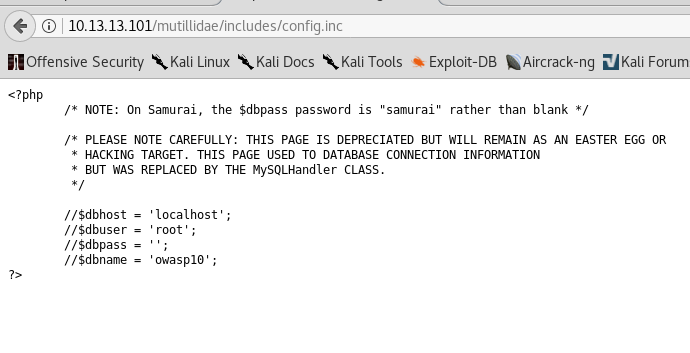 10.13.13.101/mutillidae/includes/config.inc
Offensive Security Kali Linux Kali Docs Kali Tools Exploit-DB Aircrack-ng Kali Forum
<?php
/* NOTE: On Samurai, the $dbpass password is "samurai" rather than blank */
/* PLEASE NOTE CAREFULLY: THIS PAGE IS DEPRECIATED BUT WILL REMAIN AS AN EASTER EGG OR
* HACKING TARGET. THIS PAGE USED TO DATABASE CONNECTION INFORMATION
* BUT WAS REPLACED BY THE MySQLHandler CLASS.
*/
//$dbhost = 'localhost';
//$dbuser = 'root';
//$dbpass = '';
//$dbname = 'owasp10';
?>